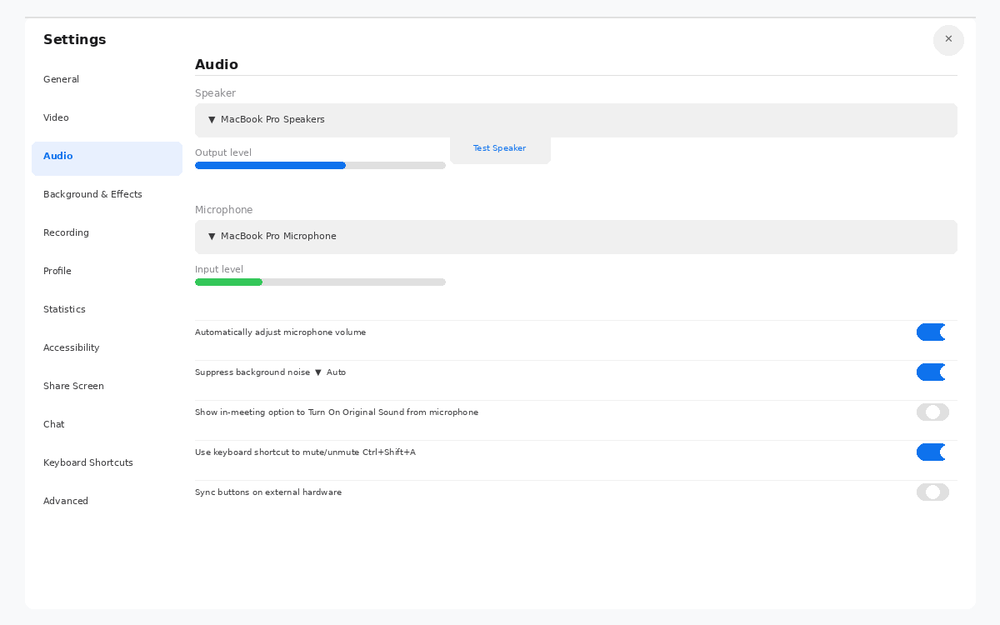 Settings
✕
General
Video
Audio
Background & Effects
Recording
Profile
Statistics
Accessibility
Share Screen
Chat
Keyboard Shortcuts
Advanced
Audio
Speaker
▼ MacBook Pro Speakers
Output level
Test Speaker
Microphone
▼ MacBook Pro Microphone
Input level
Automatically adjust microphone volume
Suppress background noise ▼ Auto
Show in-meeting option to Turn On Original Sound from microphone
Use keyboard shortcut to mute/unmute Ctrl+Shift+A
Sync buttons on external hardware